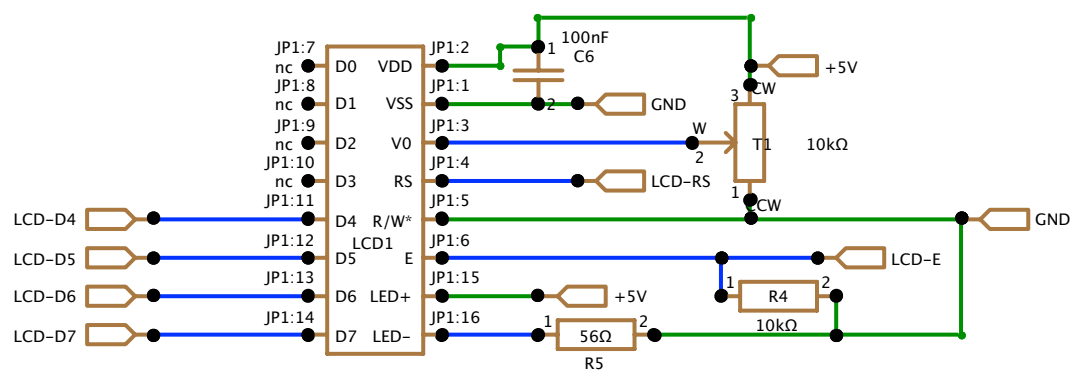 JP1:7
JP1:2
1
100nF
C6
nc
D0
VDD
+5V
JP1:8
JP1:1
3
CW
nc
D1
VSS
2
GND
JP1:9
JP1:3
W
nc
D2
V0
2
T1
10kΩ
JP1:10
JP1:4
nc
D3
RS
LCD-RS
1
CCW
JP1:11
JP1:5
LCD-D4
D4
R/W*
GND
LCD1
JP1:12
JP1:6
LCD-D5
D5
E
LCD-E
JP1:13
JP1:15
1
2
LCD-D6
D6
LED+
+5V
R4
10kΩ
JP1:14
JP1:16
1
2
LCD-D7
D7
LED-
56Ω
R5